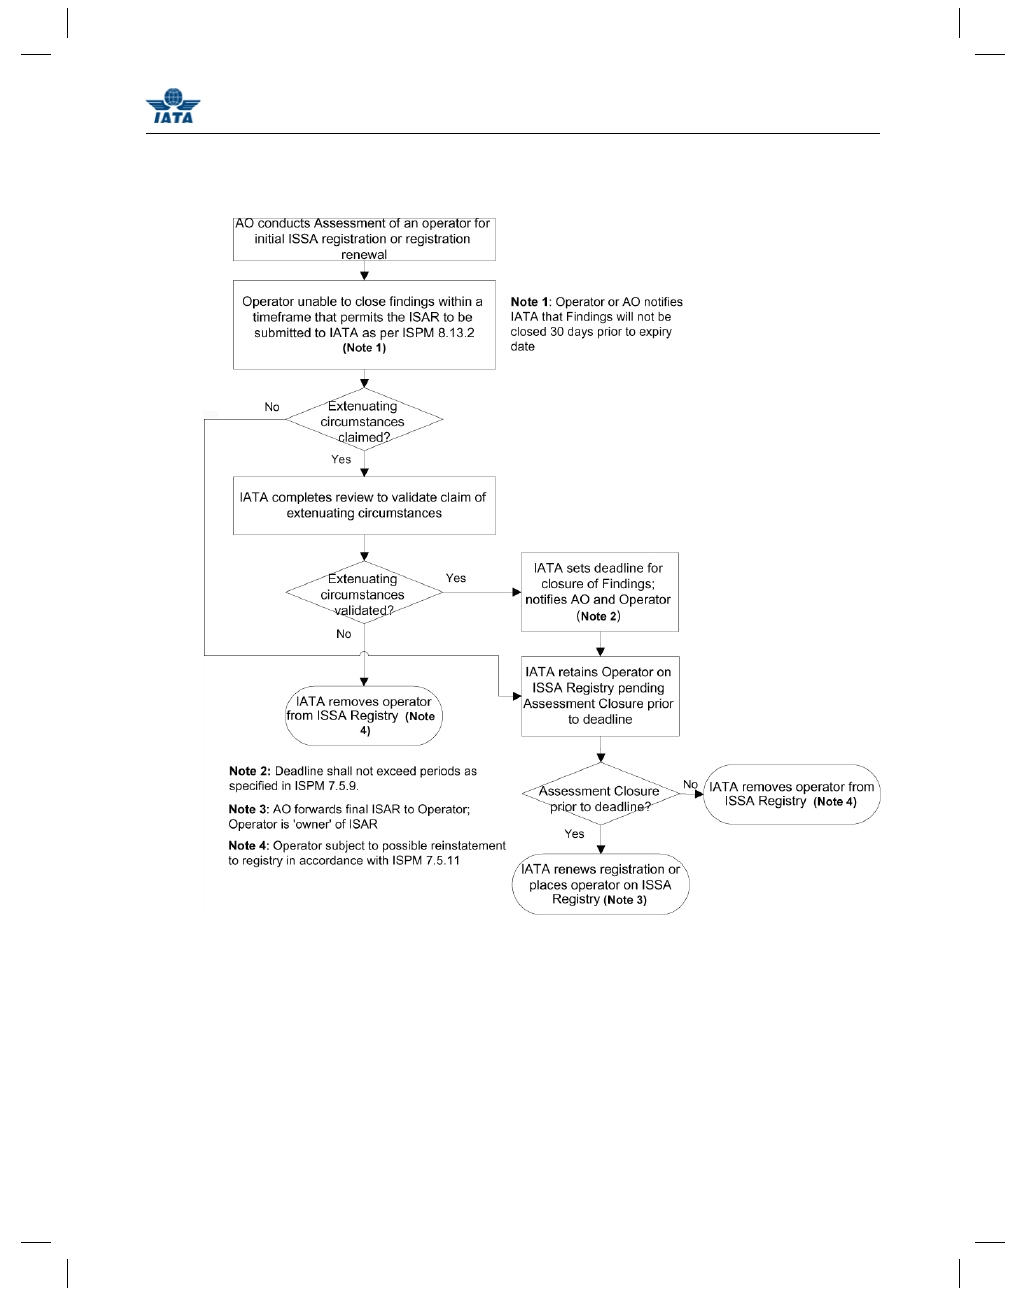 IATA
AO conducts Assessment of an operator for
initial ISSA registration or registration
renewal
Operator unable to close findings within a
timeframe that permits the ISAR to be
submitted to IATA as per ISPM 8.13.2
(Note 1)
Note 1: Operator or AO notifies
IATA that Findings will not be
closed 30 days prior to expiry
date
No
Extenuating
circumstances
claimed?
Yes
IATA completes review to validate claim of
extenuating circumstances
Extenuating
circumstances
validated?
Yes
No
IATA sets deadline for
closure of Findings;
notifies AO and Operator
(Note 2)
IATA retains Operator on
ISSA Registry pending
Assessment Closure prior
to deadline
IATA removes operator
from ISSA Registry (Note
4)
Assessment Closure
prior to deadline?
No
IATA removes operator from
ISSA Registry (Note 4)
Yes
IATA renews registration or
places operator on ISSA
Registry (Note 3)
Note 2: Deadline shall not exceed periods as
specified in ISPM 7.5.9.
Note 3: AO forwards final ISAR to Operator;
Operator is 'owner' of ISAR
Note 4: Operator subject to possible reinstatement
to registry in accordance with ISPM 7.5.11